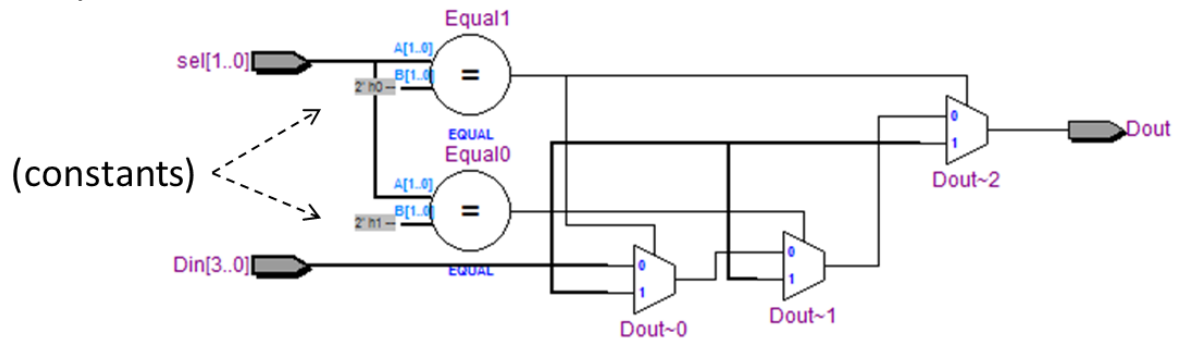 Equal1
sel[1..0]
A[1..0]
B[1..0]
2' h0
=
EQUAL
Equal0
(constants)
A[1..0]
B[1..0]
2' h1
=
EQUAL
Din[3..0]
0
1
Dout~0
0
1
Dout~1
0
1
Dout~2
Dout